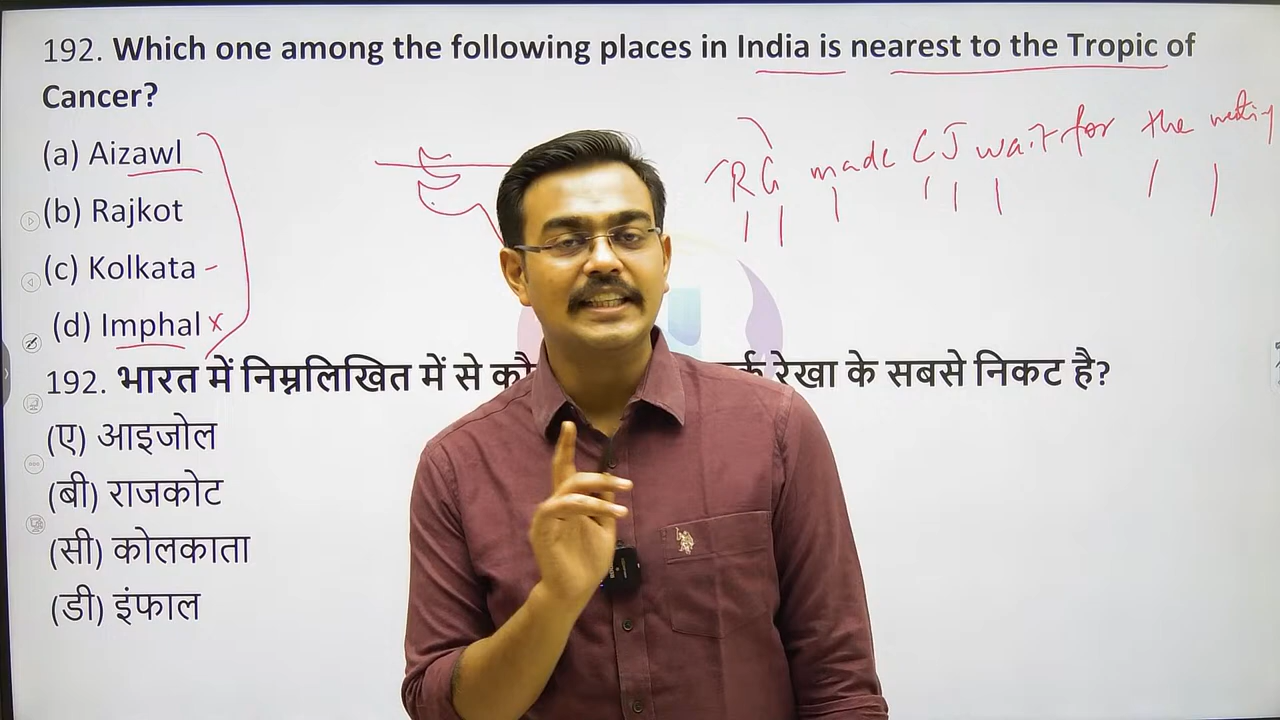 192. Which one among the following places in India is nearest to the Tropic of
Cancer?
RG made CJ wait for the
(a) Aizawl
(b) Rajkot
(c) Kolkata -
(d) Imphal x
192. भारत में निम्नलिखित में से रेखा के सबसे निकट है?
(ए) आइजोल
(बी) राजकोट
(सी) कोलकाता
(डी) इंफाल